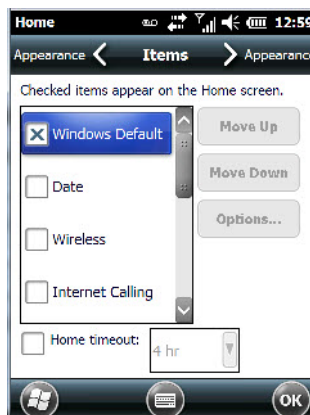 Home 12:59
Appearance Items Appearance
Checked items appear on the Home screen.
Windows Default
Move Up
Date
Move Down
Wireless
Options...
Internet Calling
Home timeout: 4 hr
OK